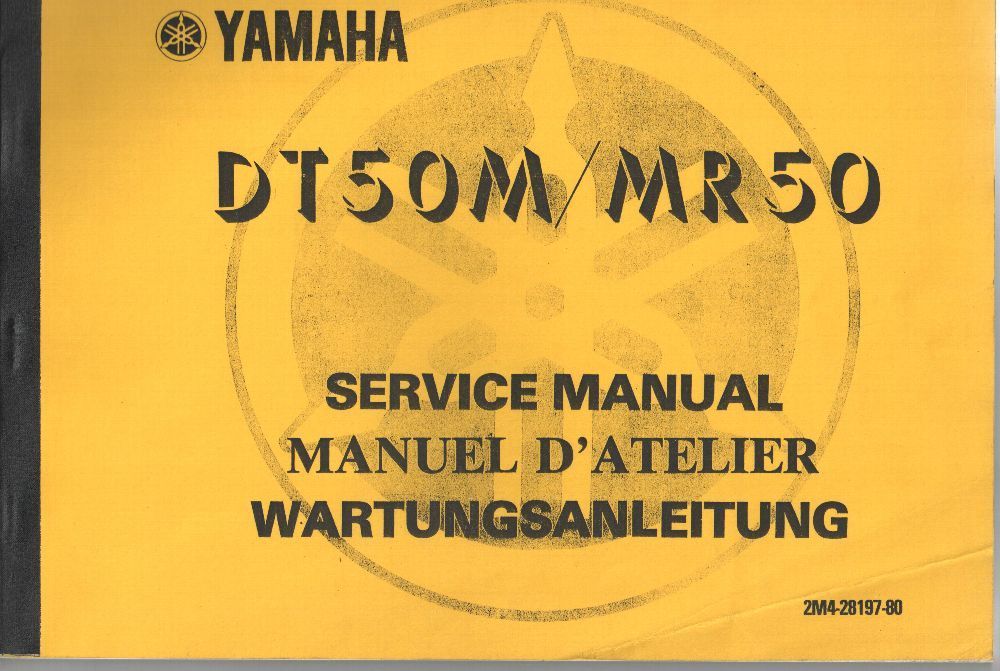 YAMAHA
DT50M/MR50
SERVICE MANUAL
MANUEL D'ATELIER
WARTUNGSANLEITUNG
2M4-28197-80